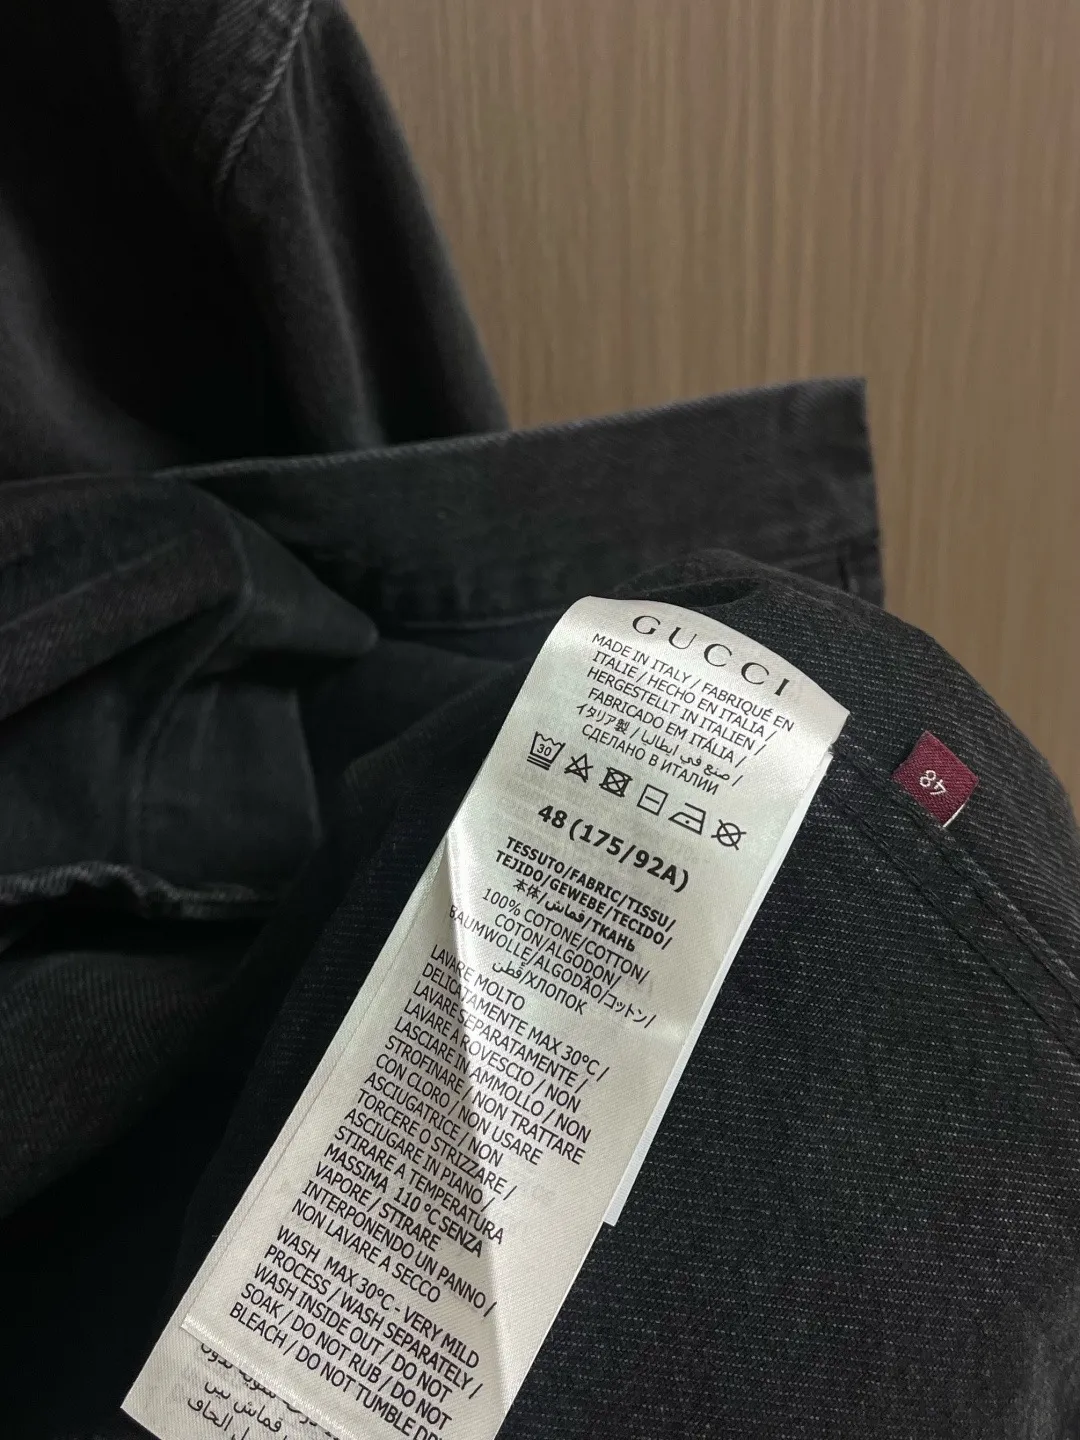 GUCCI
MADE IN ITALY / FABRIQUÉ EN
ITALIE / HECHO EN ITALIA /
HERGESTELLT IN ITALIEN /
FABRICADO EM ITÁLIA /
イタリア製 / صنع في ايطاليا /
СДЕЛАНО В ИТАЛИИ
30
48 (175/92A)
TESSUTO/FABRIC/TISSU/
TEJIDO/GEWEBE/TECIDO/
本体/قماش/ТКАНЬ
100% COTONE/COTTON/
COTON/ALGODON/
BAUMWOLLE/ALGODÃO/コットン/
قطن/ХЛОПОК
LAVARE MOLTO
DELICATAMENTE MAX 30°C /
LAVARE SEPARATAMENTE /
LAVARE A ROVESCIO / NON
LASCIARE IN AMMOLLO / NON
STROFINARE / NON TRATTARE
CON CLORO / NON USARE
ASCIUGATRICE / NON
TORCERE O STRIZZARE /
ASCIUGARE IN PIANO /
STIRARE A TEMPERATURA
MASSIMA 110 °C SENZA
VAPORE / STIRARE
INTERPONENDO UN PANNO /
NON LAVARE A SECCO
WASH MAX 30°C - VERY MILD
PROCESS / WASH SEPARATELY /
WASH INSIDE OUT / DO NOT
SOAK / DO NOT RUB / DO NOT
BLEACH / DO NOT TUMBLE
48